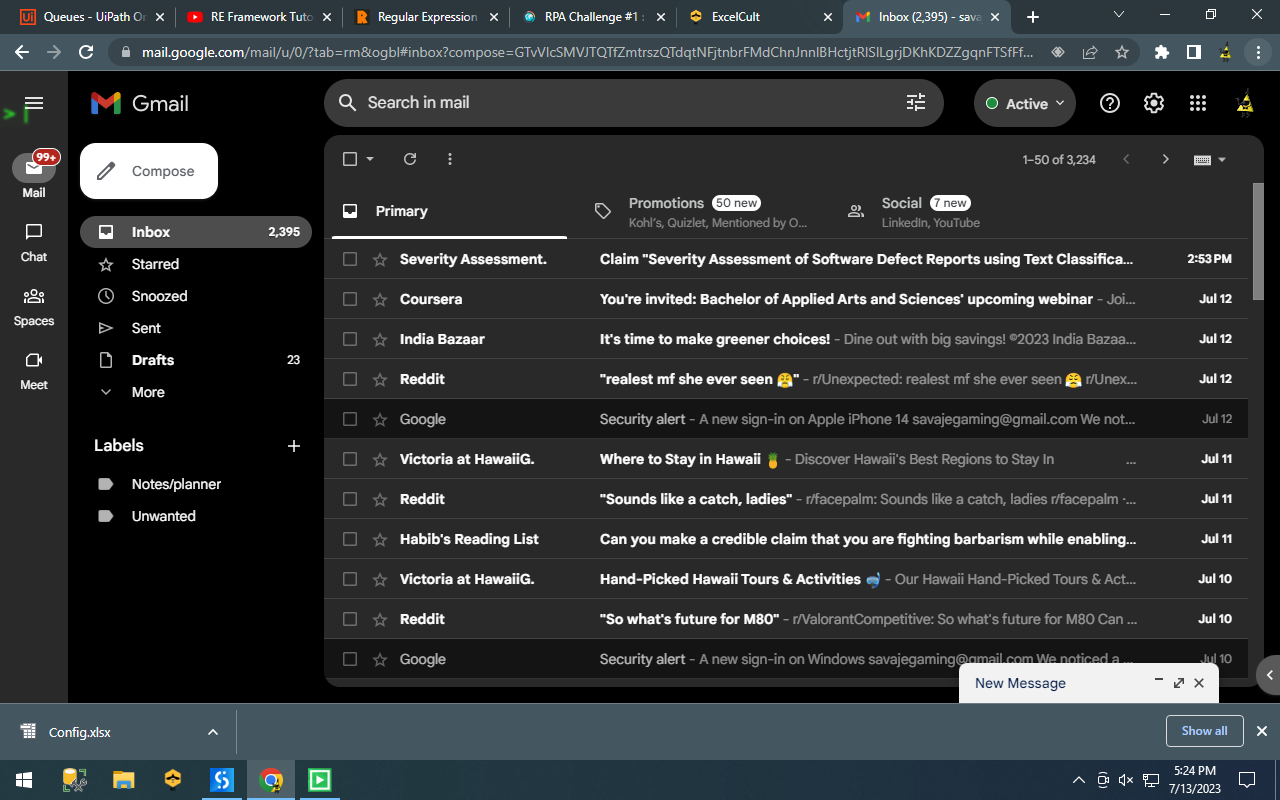 Queues - UiPath Or
RE Framework Tuto
Regular Expression
RPA Challenge #1 :
ExcelCult
Inbox (2,395) - sava
mail.google.com/mail/u/0/?tab=rm&ogbl#inbox?compose=GTvVlcSMVJTQTfZmtrszQTdqtNFjtnbrFMdChnJnnlBHctjtRlSlLgrjDKhKDZZgqnFTSfFf...
Gmail
Search in mail
Active
99+
Mail
Chat
Spaces
Meet
Compose
Inbox 2,395
Starred
Snoozed
Sent
Drafts 23
More
Labels
Notes/planner
Unwanted
1–50 of 3,234
Primary
Promotions 50 new
Kohl's, Quizlet, Mentioned by O...
Social 7 new
LinkedIn, YouTube
Severity Assessment. Claim "Severity Assessment of Software Defect Reports using Text Classifica... 2:53 PM
Coursera You're invited: Bachelor of Applied Arts and Sciences' upcoming webinar - Joi... Jul 12
India Bazaar It's time to make greener choices! - Dine out with big savings! ©2023 India Bazaa... Jul 12
Reddit "realest mf she ever seen 😤" - r/Unexpected: realest mf she ever seen 😤 r/Unex... Jul 12
Google Security alert - A new sign-in on Apple iPhone 14 savajegaming@gmail.com We not... Jul 12
Victoria at HawaiiG. Where to Stay in Hawaii 🍍 - Discover Hawaii's Best Regions to Stay In ... Jul 11
Reddit "Sounds like a catch, ladies" - r/facepalm: Sounds like a catch, ladies r/facepalm ·... Jul 11
Habib's Reading List Can you make a credible claim that you are fighting barbarism while enabling... Jul 11
Victoria at HawaiiG. Hand-Picked Hawaii Tours & Activities 🤿 - Our Hawaii Hand-Picked Tours & Act... Jul 10
Reddit "So what's future for M80" - r/ValorantCompetitive: So what's future for M80 Can ... Jul 10
Google Security alert - A new sign-in on Windows savajegaming@gmail.com We noticed a ... Jul 10
New Message
Config.xlsx
Show all
5:24 PM
7/13/2023